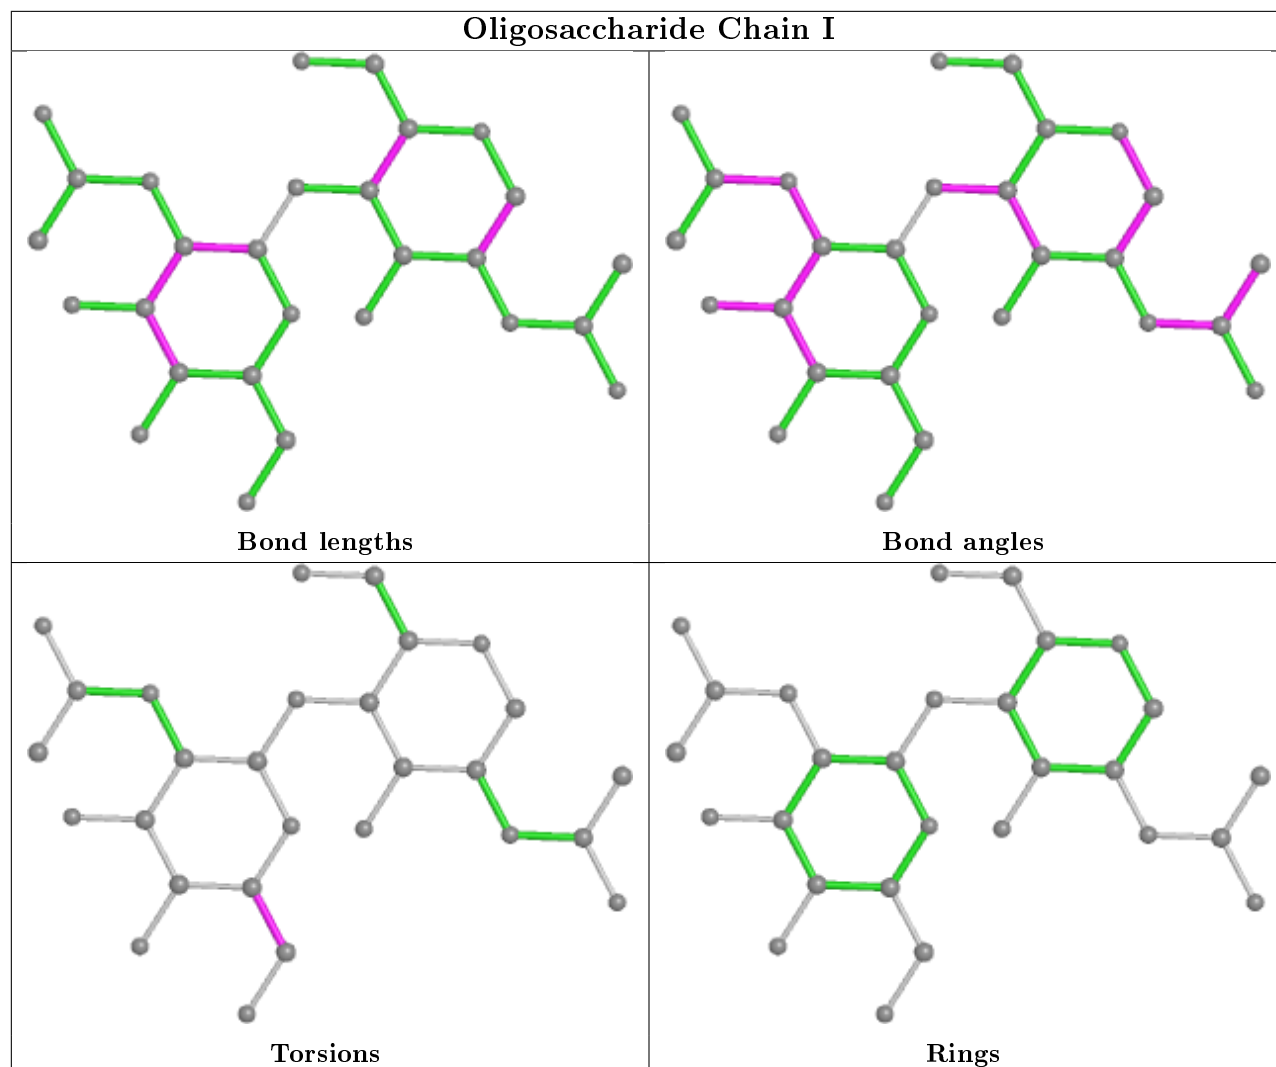 Oligosaccharide Chain I
Bond lengths
Bond angles
Torsions
Rings